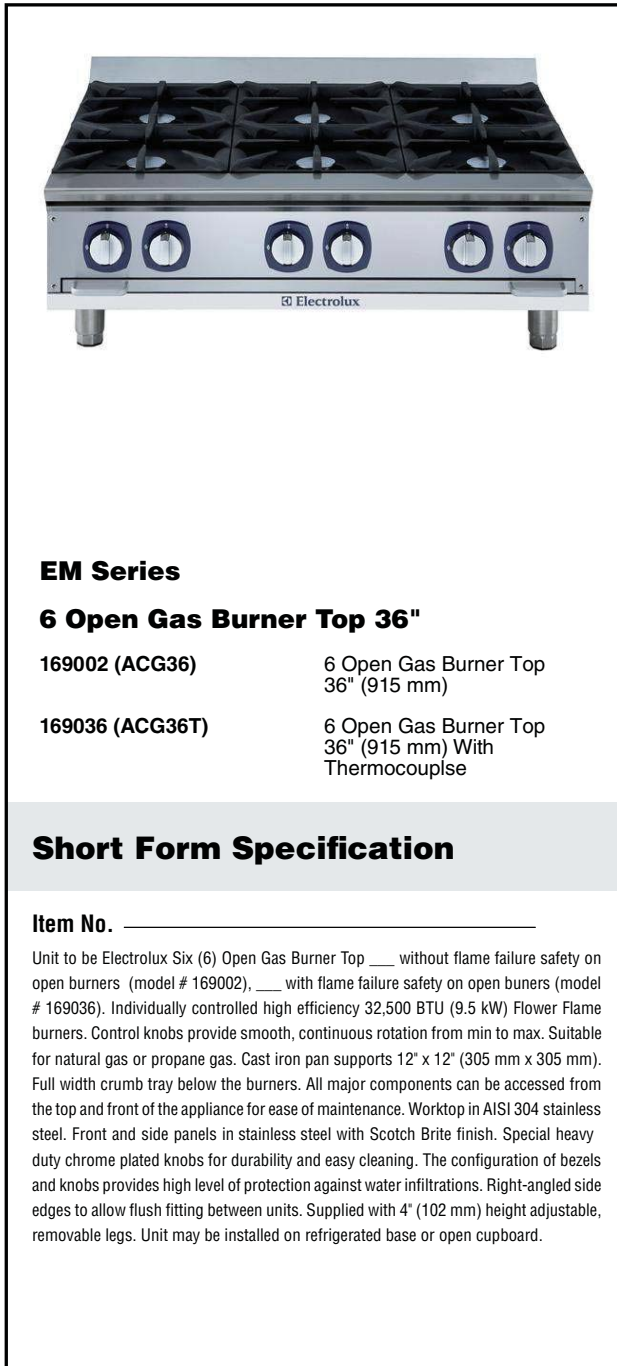 Electrolux
EM Series
6 Open Gas Burner Top 36"
169002 (ACG36) 6 Open Gas Burner Top
36" (915 mm)
169036 (ACG36T) 6 Open Gas Burner Top
36" (915 mm) With
Thermocouplse
Short Form Specification
Item No. ___
Unit to be Electrolux Six (6) Open Gas Burner Top ___ without flame failure safety on
open burners (model # 169002), ___ with flame failure safety on open buners (model
# 169036). Individually controlled high efficiency 32,500 BTU (9.5 kW) Flower Flame
burners. Control knobs provide smooth, continuous rotation from min to max. Suitable
for natural gas or propane gas. Cast iron pan supports 12" x 12" (305 mm x 305 mm).
Full width crumb tray below the burners. All major components can be accessed from
the top and front of the appliance for ease of maintenance. Worktop in AISI 304 stainless
steel. Front and side panels in stainless steel with Scotch Brite finish. Special heavy
duty chrome plated knobs for durability and easy cleaning. The configuration of bezels
and knobs provides high level of protection against water infiltrations. Right-angled side
edges to allow flush fitting between units. Supplied with 4" (102 mm) height adjustable,
removable legs. Unit may be installed on refrigerated base or open cupboard.